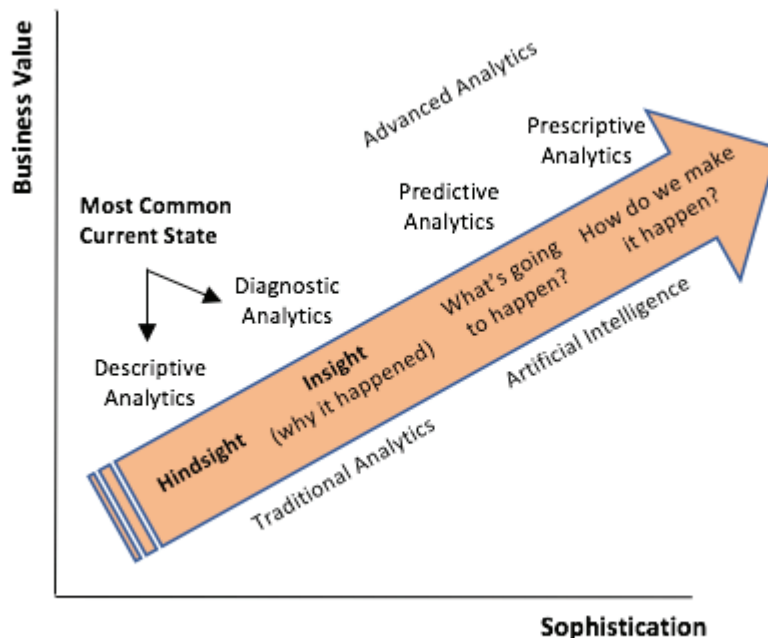 Business Value
Advanced Analytics
Prescriptive
Analytics
Predictive
Analytics
Most Common
Current State
Diagnostic
Analytics
Descriptive
Analytics
Hindsight
Insight
(why it happened)
What's going
to happen?
How do we make
it happen?
Traditional Analytics
Artificial Intelligence
Sophistication